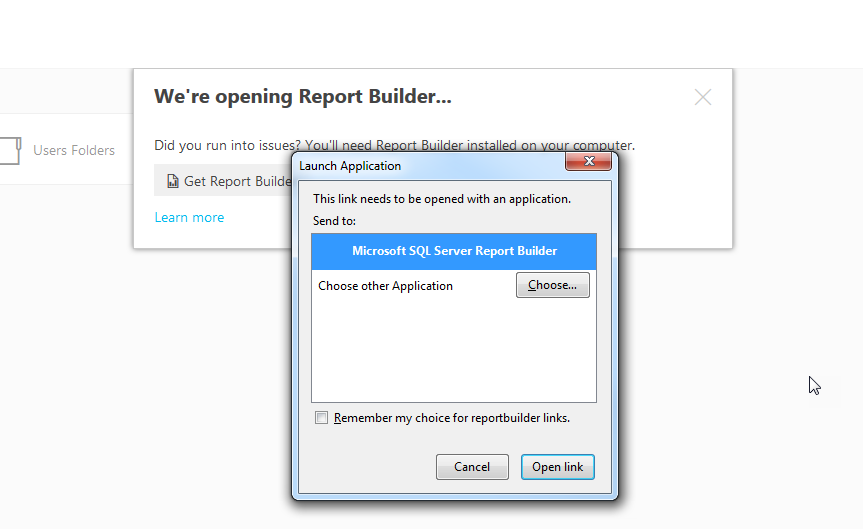 We're opening Report Builder...
Users Folders
Did you run into issues? You'll need Report Builder installed on your computer.
Get Report Builde
Learn more
Launch Application
This link needs to be opened with an application.
Send to:
Microsoft SQL Server Report Builder
Choose other Application
Choose...
Remember my choice for reportbuilder links.
Cancel
Open link